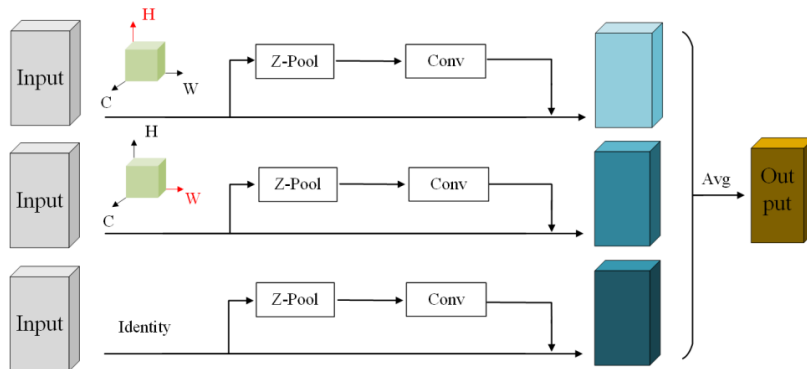 H
Input
C
W
Z-Pool
Conv
H
Input
C
W
Z-Pool
Conv
Avg
Out
put
Input
Identity
Z-Pool
Conv